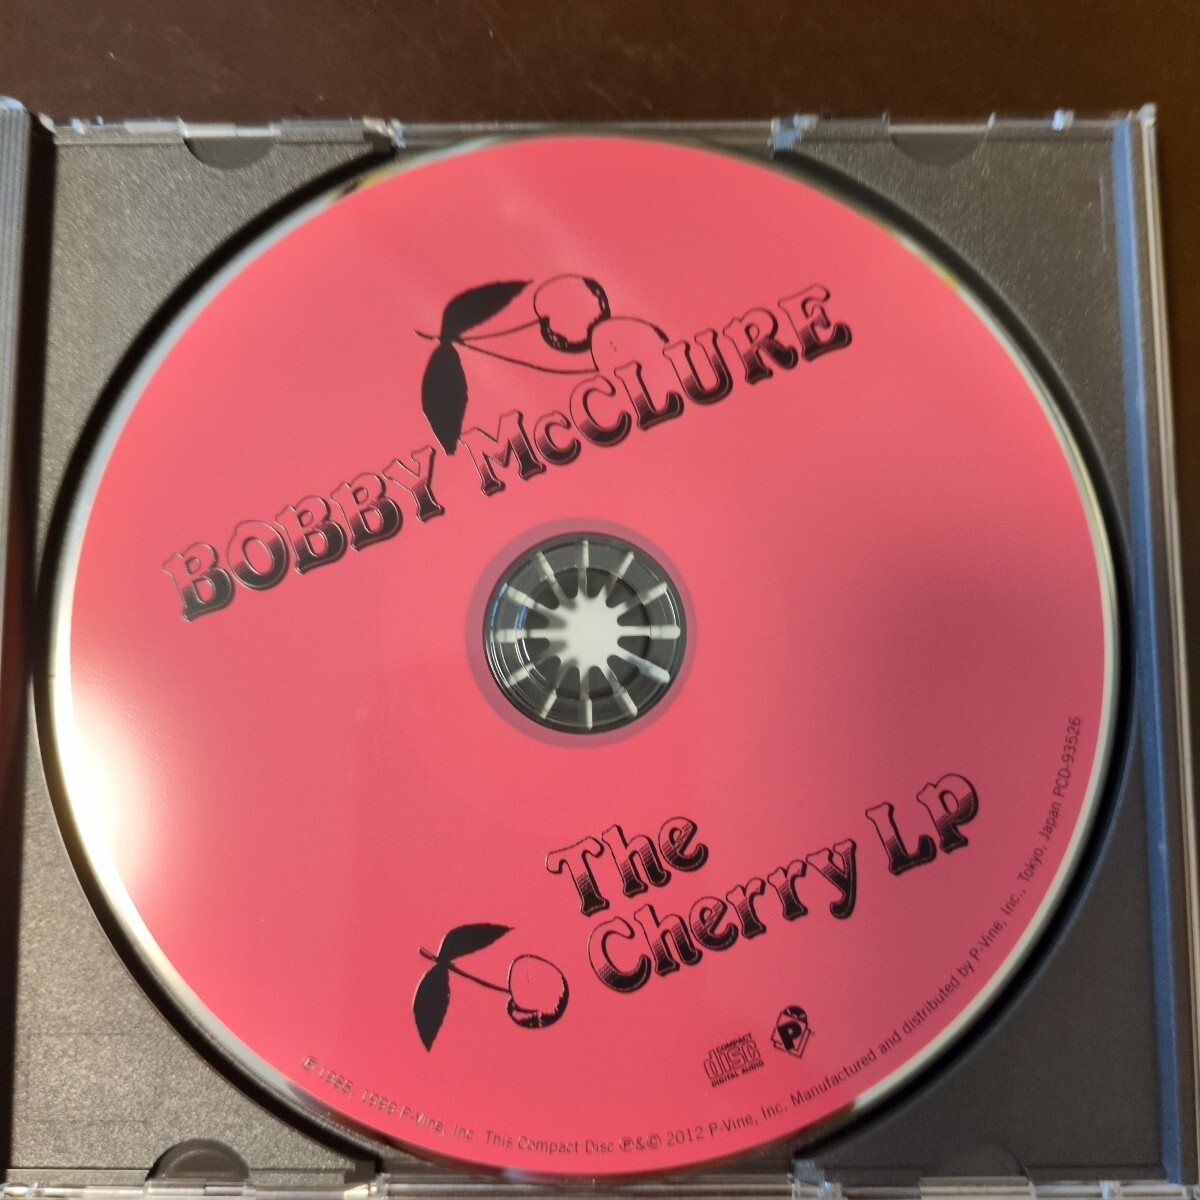 BOBBY McCLURE
The
Cherry LP
COMPACT
disc
DIGITAL AUDIO
P
℗ 1988, 1999 P-Vine, Inc This Compact Disc ℗&© 2012 P-Vine, Inc. Manufactured and distributed by P-Vine, Inc., Tokyo, Japan PCD-93526